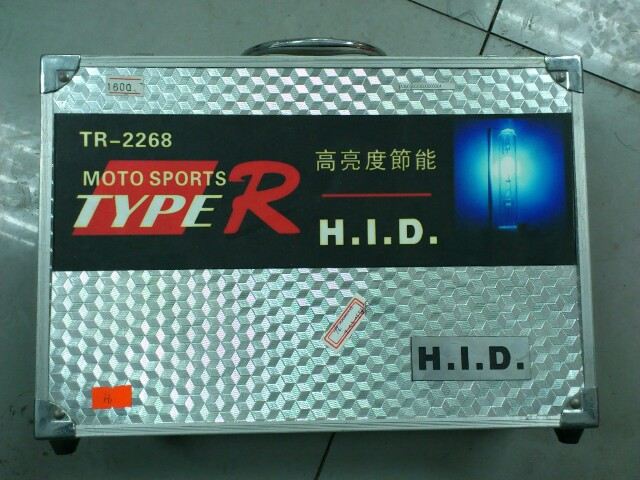 1600
TR-2268
MOTO SPORTS
TYPE R
高亮度節能
H.I.D.
H.I.D.